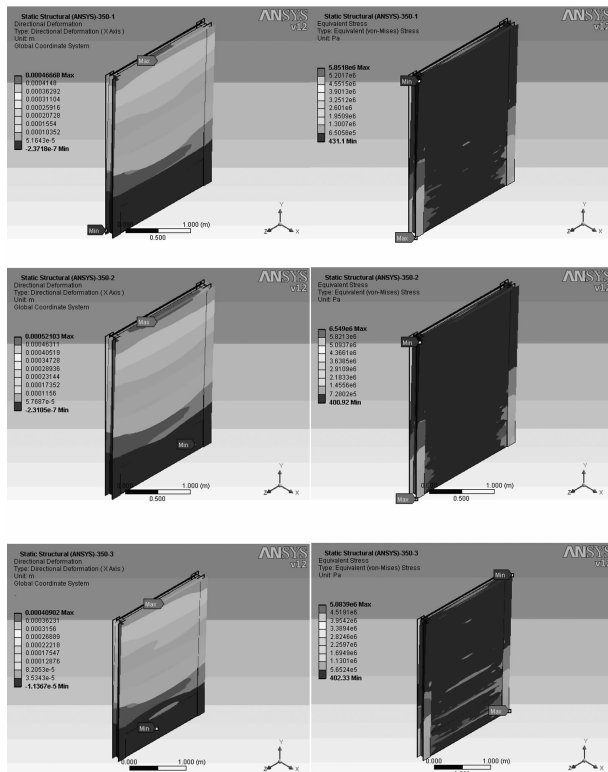 Static Structural (ANSYS)-350-1
Directional Deformation
Type: Directional Deformation ( X Axis )
Unit: m
Global Coordinate System
ANSYS
v12
0.00046668 Max
0.0004148
0.00036292
0.00031104
0.00025916
0.00020728
0.0001554
0.00010352
5.1643e-5
-2.3718e-7 Min
Max
Min
1.000 (m)
0.500
Y
Z
X
Static Structural (ANSYS)-350-1
Equivalent Stress
Type: Equivalent (von-Mises) Stress
Unit: Pa
ANSYS
v12
5.8518e6 Max
5.2017e6
4.5515e6
3.9013e6
3.2512e6
2.601e6
1.9509e6
1.3007e6
6.5058e5
431.1 Min
Min
Max
0.000
1.000 (m)
0.500
Y
Z
X
Static Structural (ANSYS)-350-2
Directional Deformation
Type: Directional Deformation ( X Axis )
Unit: m
Global Coordinate System
ANSYS
v12
0.00052103 Max
0.00046311
0.00040519
0.00034728
0.00028936
0.00023144
0.00017352
0.0001156
5.7687e-5
-2.3105e-7 Min
Max
Min
1.000 (m)
0.500
Y
Z
X
Static Structural (ANSYS)-350-2
Equivalent Stress
Type: Equivalent (von-Mises) Stress
Unit: Pa
ANSYS
v12
6.549e6 Max
5.8213e6
5.0937e6
4.3661e6
3.6385e6
2.9109e6
2.1833e6
1.4556e6
7.2802e5
400.92 Min
Min
Max
0.000
1.000 (m)
0.500
Y
Z
X
Static Structural (ANSYS)-350-3
Directional Deformation
Type: Directional Deformation ( X Axis )
Unit: m
Global Coordinate System
ANSYS
v12
0.00040902 Max
0.00036231
0.0003156
0.00026889
0.00022218
0.00017547
0.00012876
8.2053e-5
3.5343e-5
-1.1367e-5 Min
Max
Min
0.000
1.000 (m)
Y
Z
X
Static Structural (ANSYS)-350-3
Equivalent Stress
Type: Equivalent (von-Mises) Stress
Unit: Pa
ANSYS
v12
5.0839e6 Max
4.5191e6
3.9542e6
3.3894e6
2.8246e6
2.2597e6
1.6949e6
1.1301e6
5.6524e5
402.33 Min
Min
Max
0.000
1.000 (m)
Y
Z
X